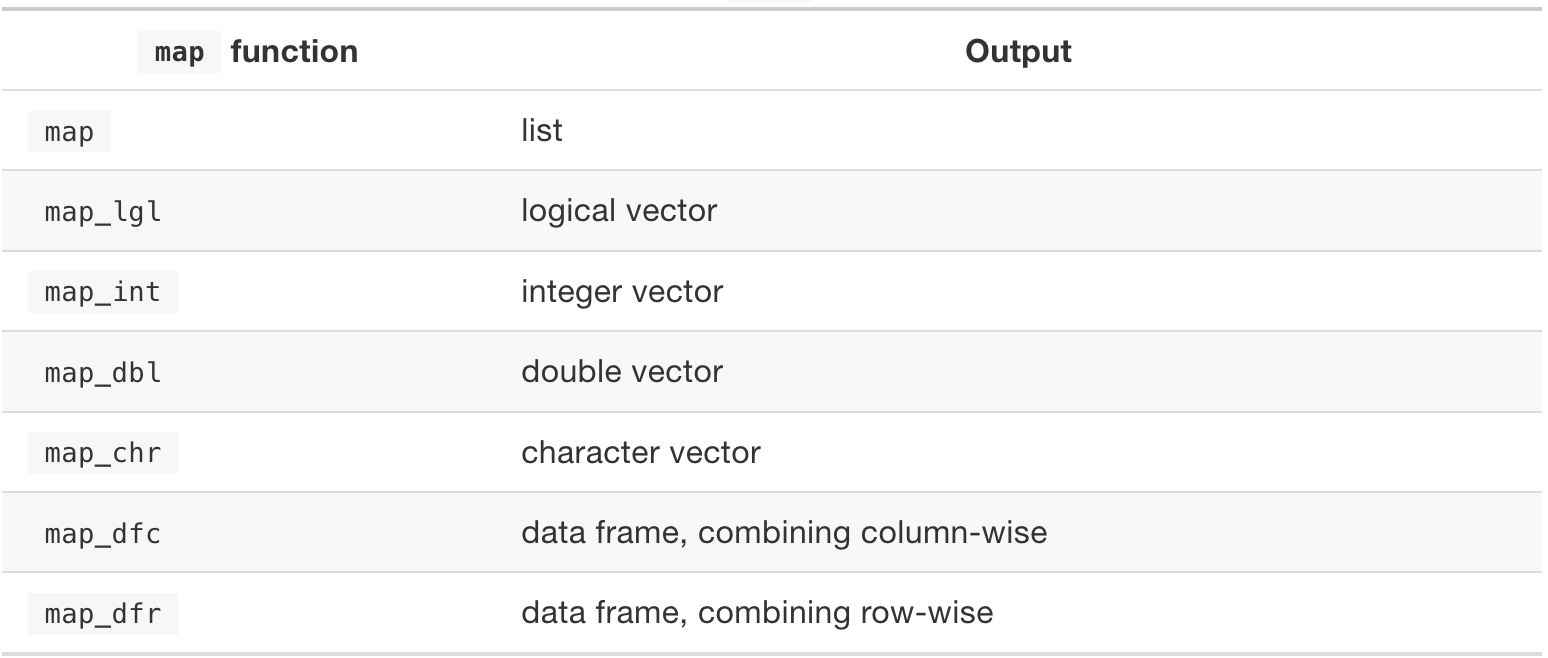 map function Output
map list
map_lgl logical vector
map_int integer vector
map_dbl double vector
map_chr character vector
map_dfc data frame, combining column-wise
map_dfr data frame, combining row-wise